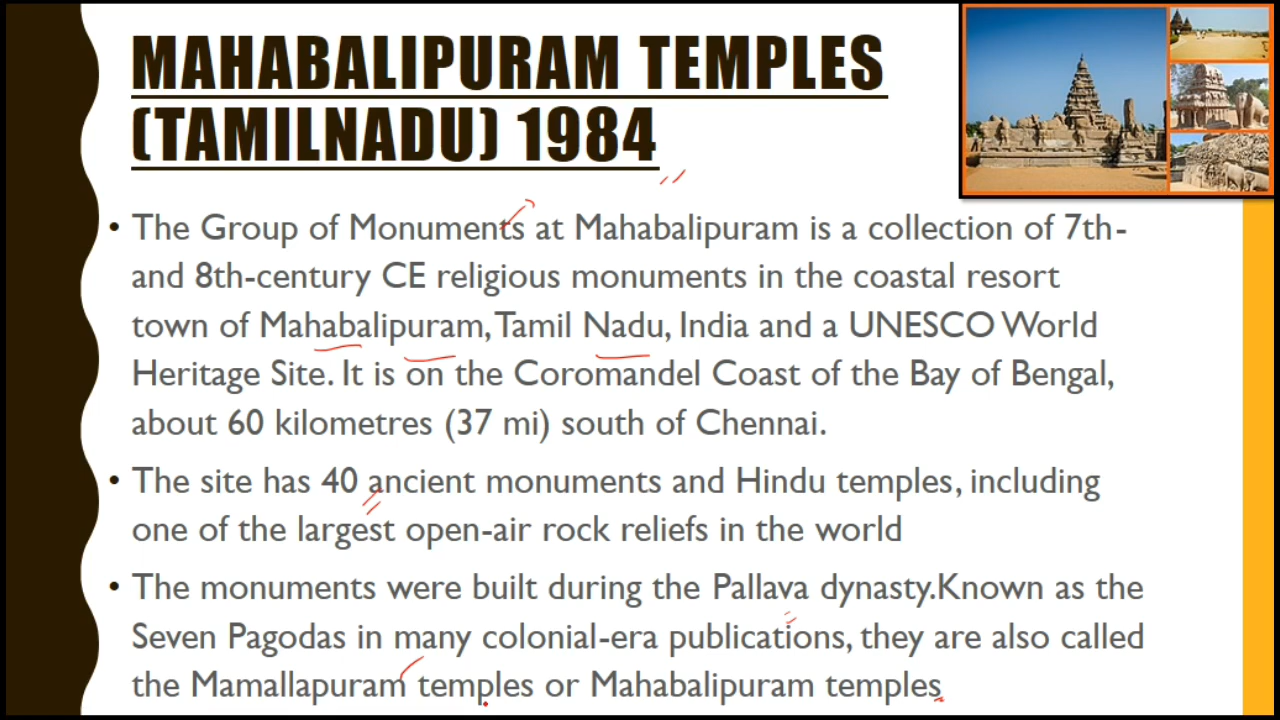 MAHABALIPURAM TEMPLES
(TAMILNADU) 1984
• The Group of Monuments at Mahabalipuram is a collection of 7th-
and 8th-century CE religious monuments in the coastal resort
town of Mahabalipuram, Tamil Nadu, India and a UNESCO World
Heritage Site. It is on the Coromandel Coast of the Bay of Bengal,
about 60 kilometres (37 mi) south of Chennai.
• The site has 40 ancient monuments and Hindu temples, including
one of the largest open-air rock reliefs in the world
• The monuments were built during the Pallava dynasty.Known as the
Seven Pagodas in many colonial-era publications, they are also called
the Mamallapuram temples or Mahabalipuram temples